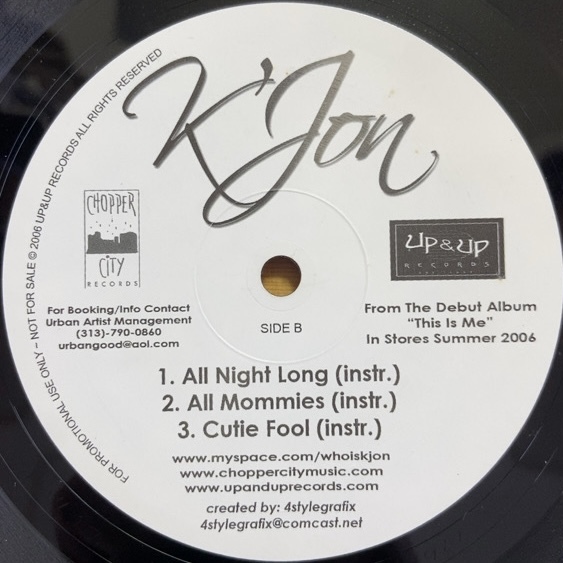 K'Jon
FOR PROMOTIONAL USE ONLY - NOT FOR SALE © 2006 UP&UP RECORDS ALL RIGHTS RESERVED
CHOPPER
CITY
RECORDS
UP & UP
RECORDS
For Booking/Info Contact
Urban Artist Management
(313)-790-0860
urbangood@aol.com
SIDE B
From The Debut Album
"This Is Me"
In Stores Summer 2006
1. All Night Long (instr.)
2. All Mommies (instr.)
3. Cutie Fool (instr.)
www.myspace.com/whoiskjon
www.choppercitymusic.com
www.upanduprecords.com
created by: 4stylegrafix
4stylegrafix@comcast.net